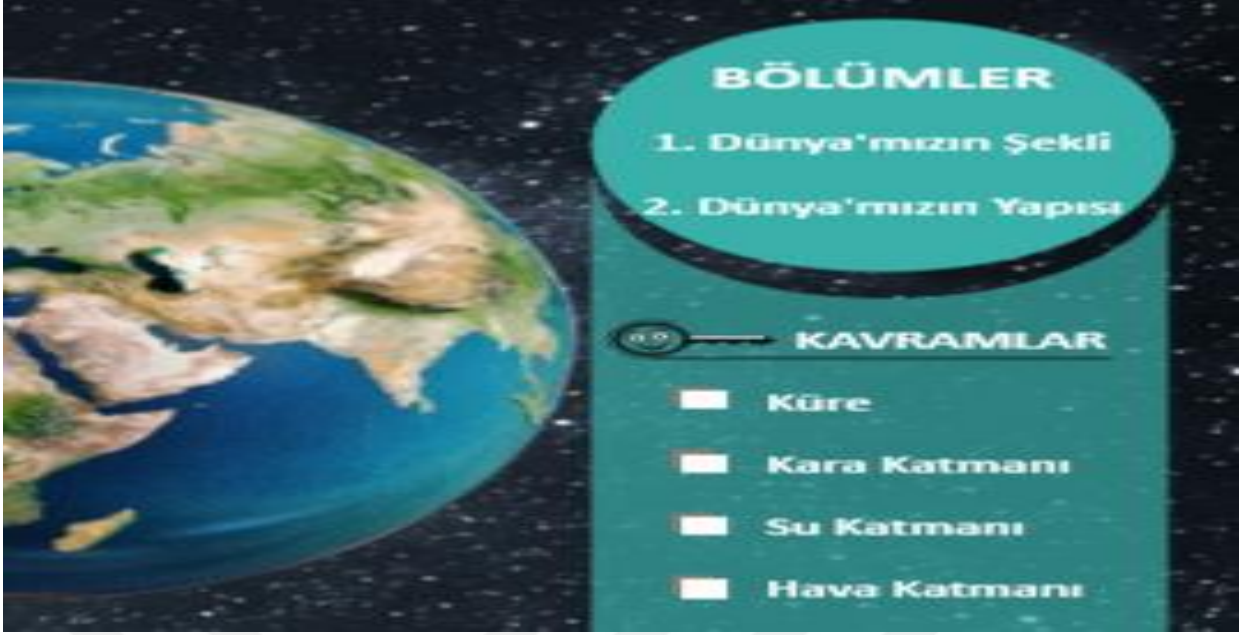 BÖLÜMLER
1. Dünya'mızın Şekli
2. Dünya'mızın Yapısı
KAVRAMLAR
Küre
Kara Katmanı
Su Katmanı
Hava Katmanı